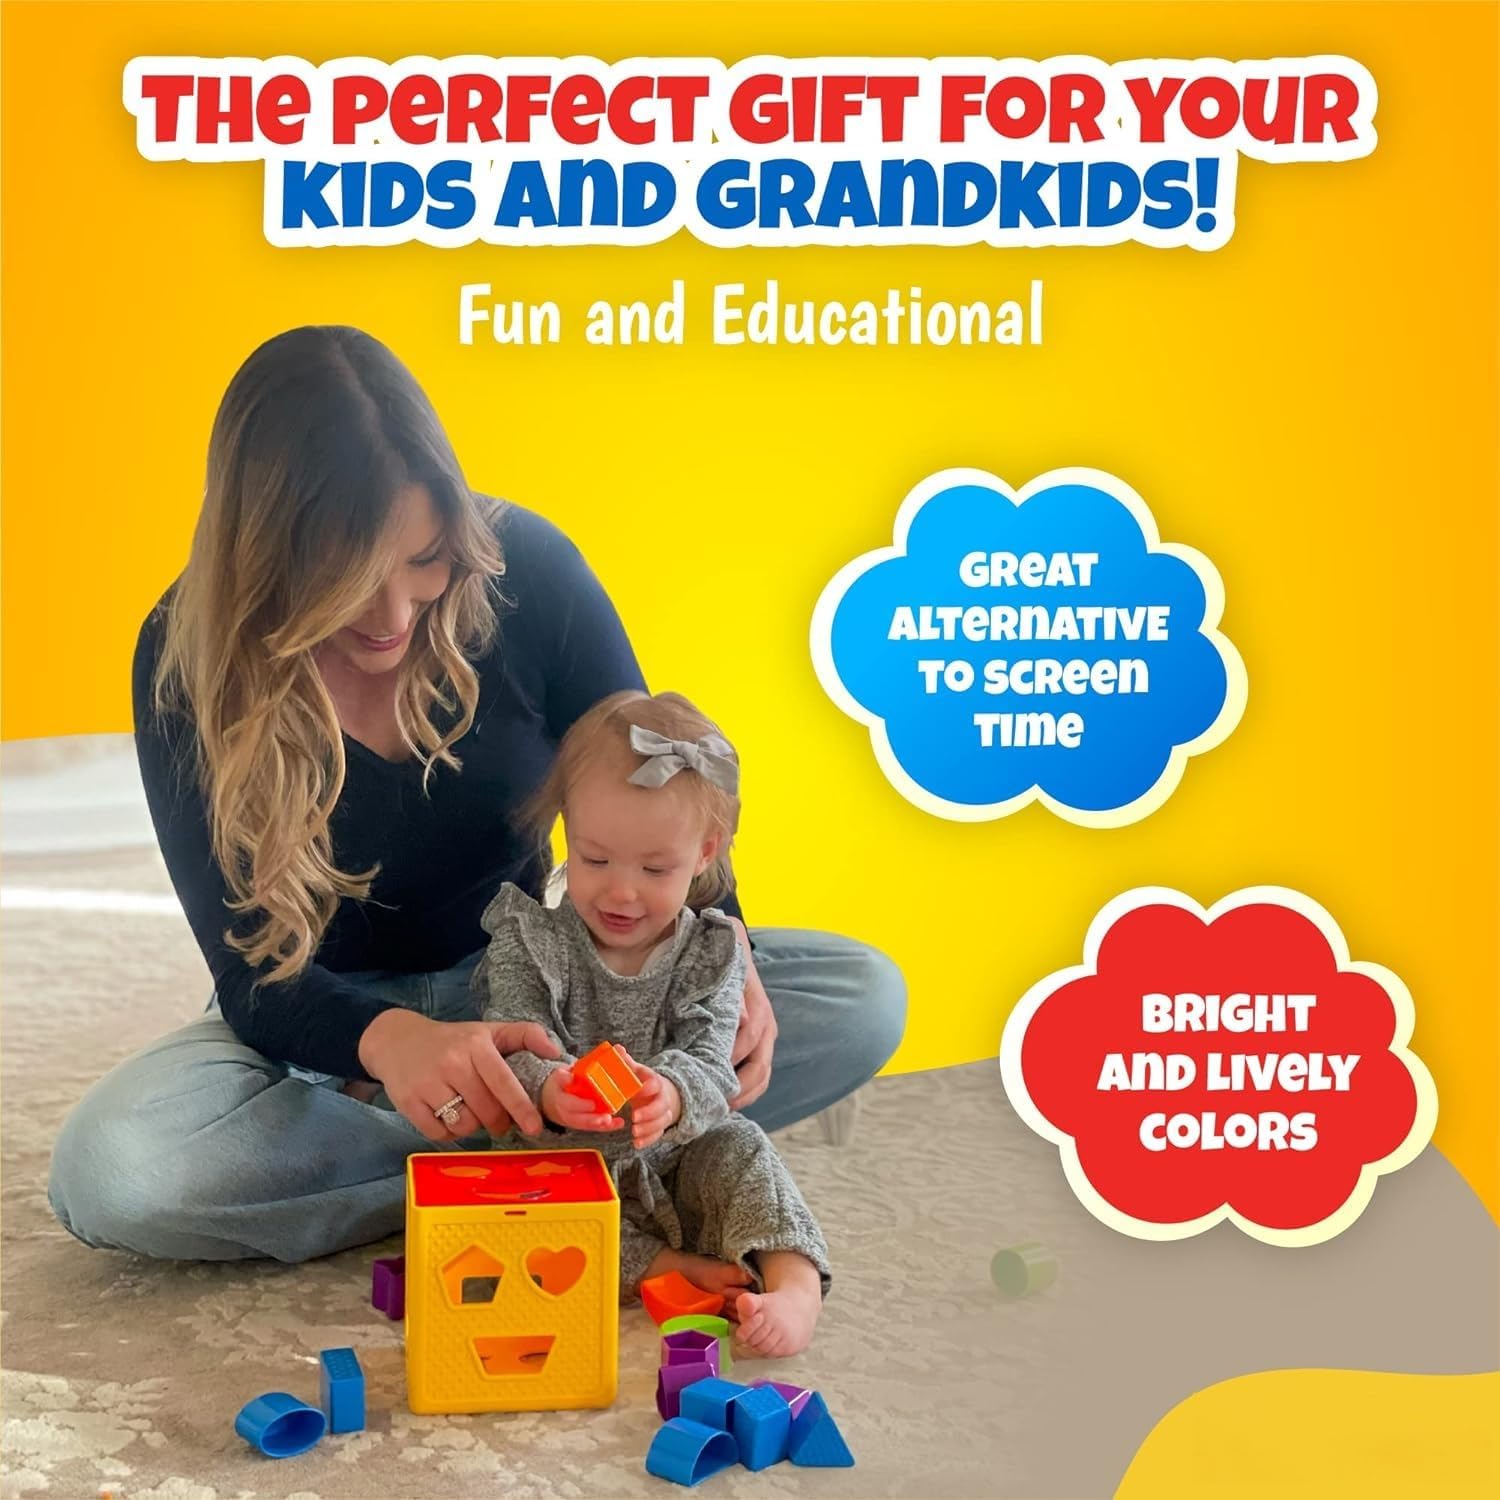 THE PERFECT GIFT FOR YOUR
KIDS AND GRANDKIDS!
Fun and Educational
GREAT
ALTERNATIVE
TO SCREEN
TIME
BRIGHT
AND LIVELY
COLORS